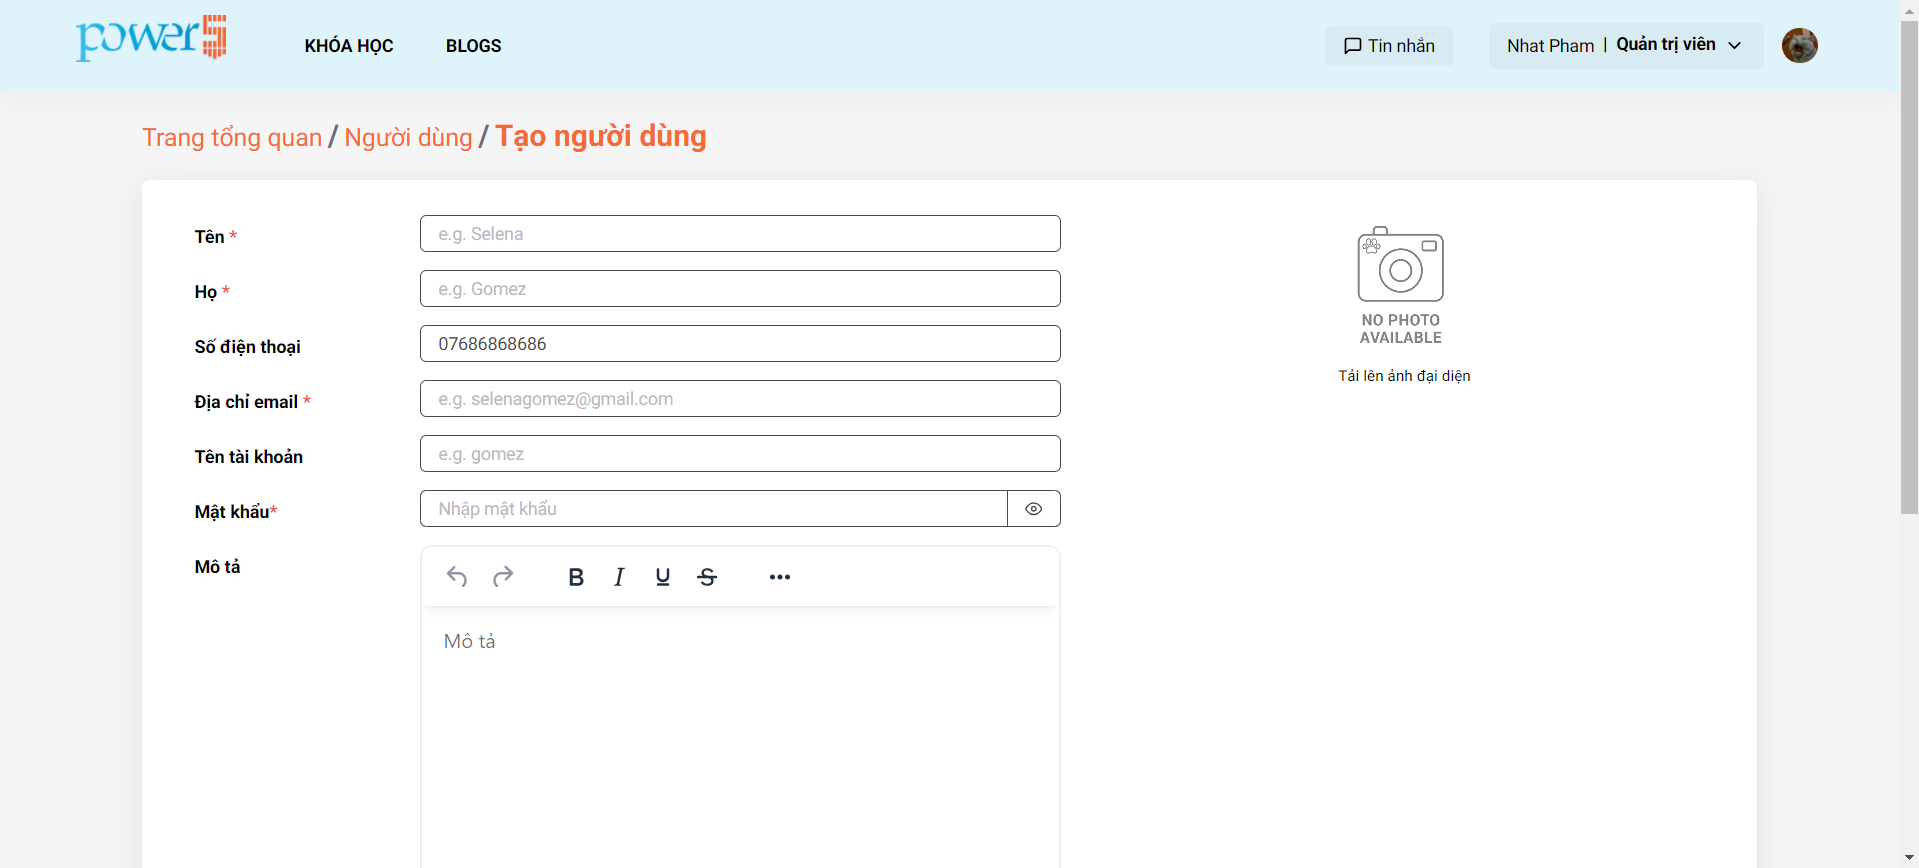 power5
KHÓA HỌC
BLOGS
Tin nhắn
Nhat Pham | Quản trị viên
Trang tổng quan / Người dùng / Tạo người dùng
Tên *
e.g. Selena
Họ *
e.g. Gomez
Số điện thoại
07686868686
Địa chỉ email *
e.g. selenagomez@gmail.com
Tên tài khoản
e.g. gomez
Mật khẩu*
Nhập mật khẩu
Mô tả
B I U S ...
Mô tả
NO PHOTO
AVAILABLE
Tải lên ảnh đại diện